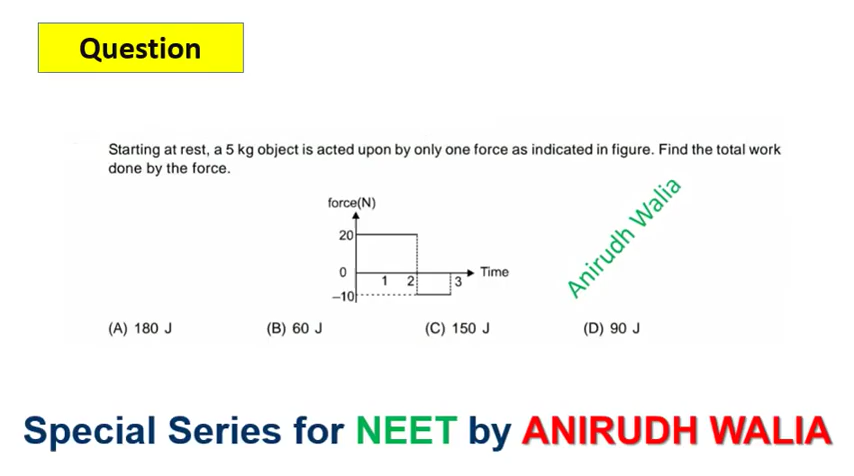 Question
Starting at rest, a 5 kg object is acted upon by only one force as indicated in figure. Find the total work
done by the force.
force(N)
20
0
–10
1
2
3
Time
Anirudh Walia
(A) 180 J
(B) 60 J
(C) 150 J
(D) 90 J
Special Series for NEET by ANIRUDH WALIA